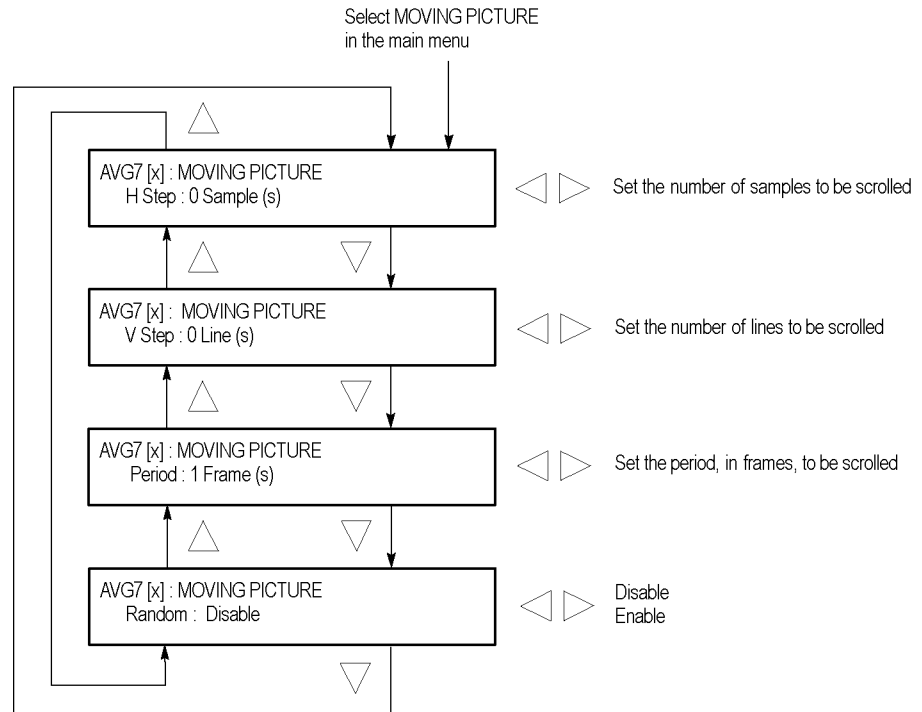 Select MOVING PICTURE
in the main menu
AVG7 [x] : MOVING PICTURE
H Step : 0 Sample (s)
Set the number of samples to be scrolled
AVG7 [x] :  MOVING PICTURE
V Step : 0 Line (s)
Set the number of lines to be scrolled
AVG7 [x] : MOVING PICTURE
Period : 1 Frame (s)
Set the period, in frames, to be scrolled
AVG7 [x] : MOVING PICTURE
Random :  Disable
Disable
Enable